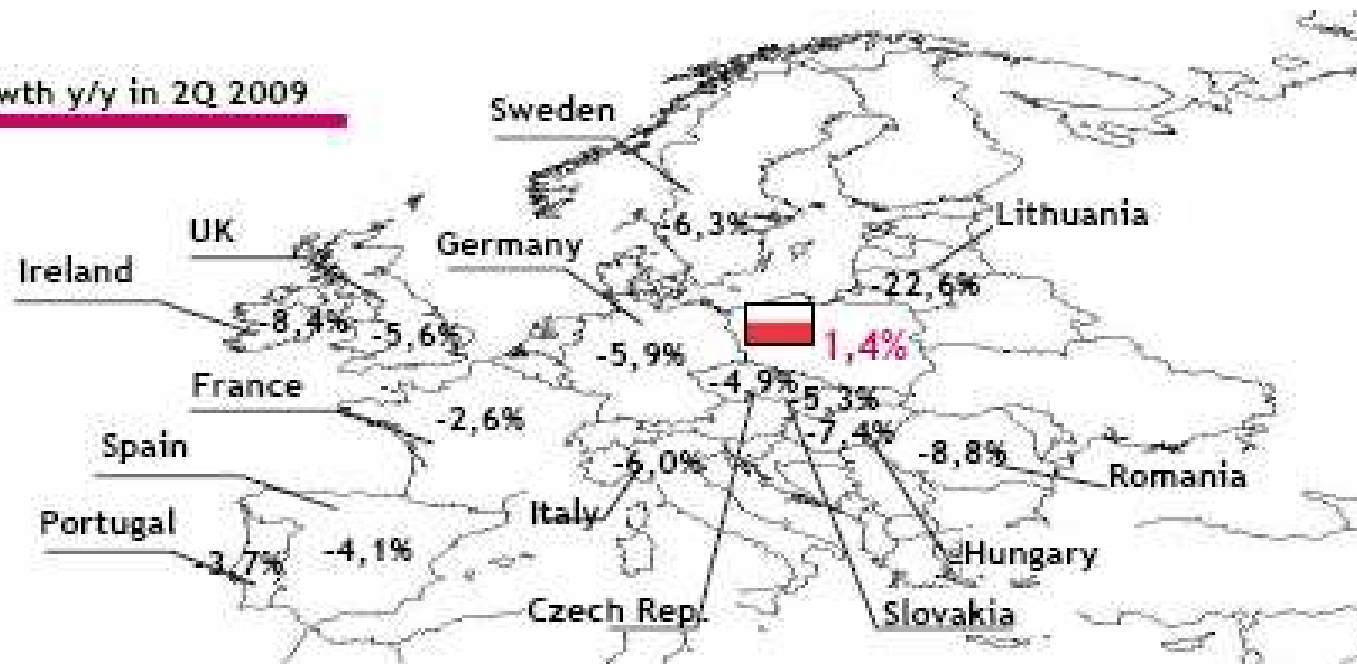 wth y/y in 2Q 2009
Sweden
-6,3%
Lithuania
-22,6%
UK
Germany
Ireland
-8,4%
-5,6%
-5,9%
1,4%
-4,9%
-5,3%
France
-2,6%
-7,4%
-8,8%
Romania
Spain
-6,0%
Italy
Portugal
-3,7%
-4,1%
Hungary
Czech Rep.
Slovakia